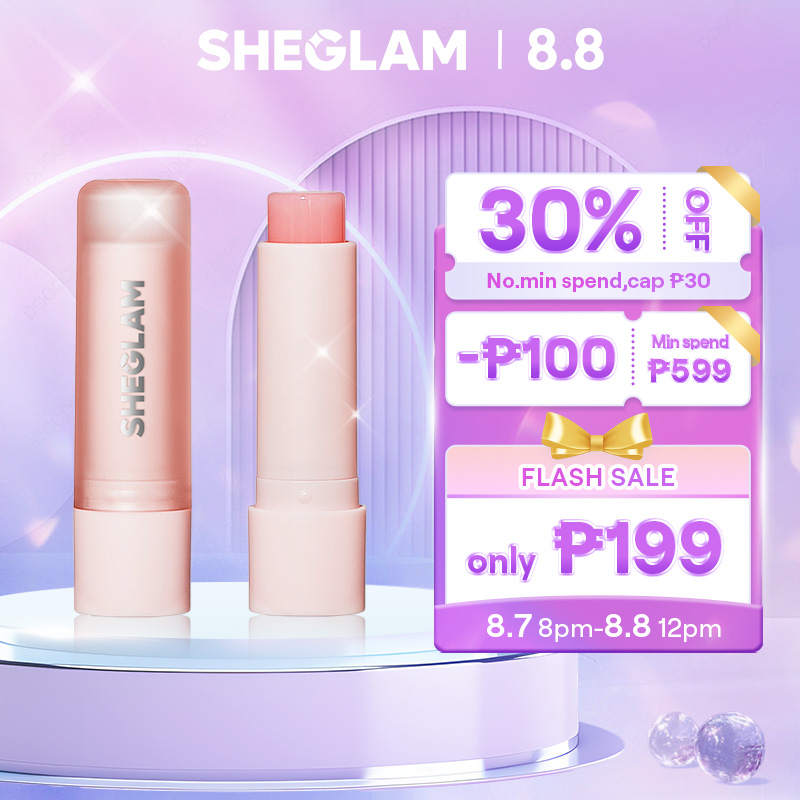 SHEGLAM | 8.8
SHEGLAM
30% OFF
No.min spend,cap ₱30
-₱100
Min spend
₱599
FLASH SALE
only ₱199
8.7 8pm-8.8 12pm